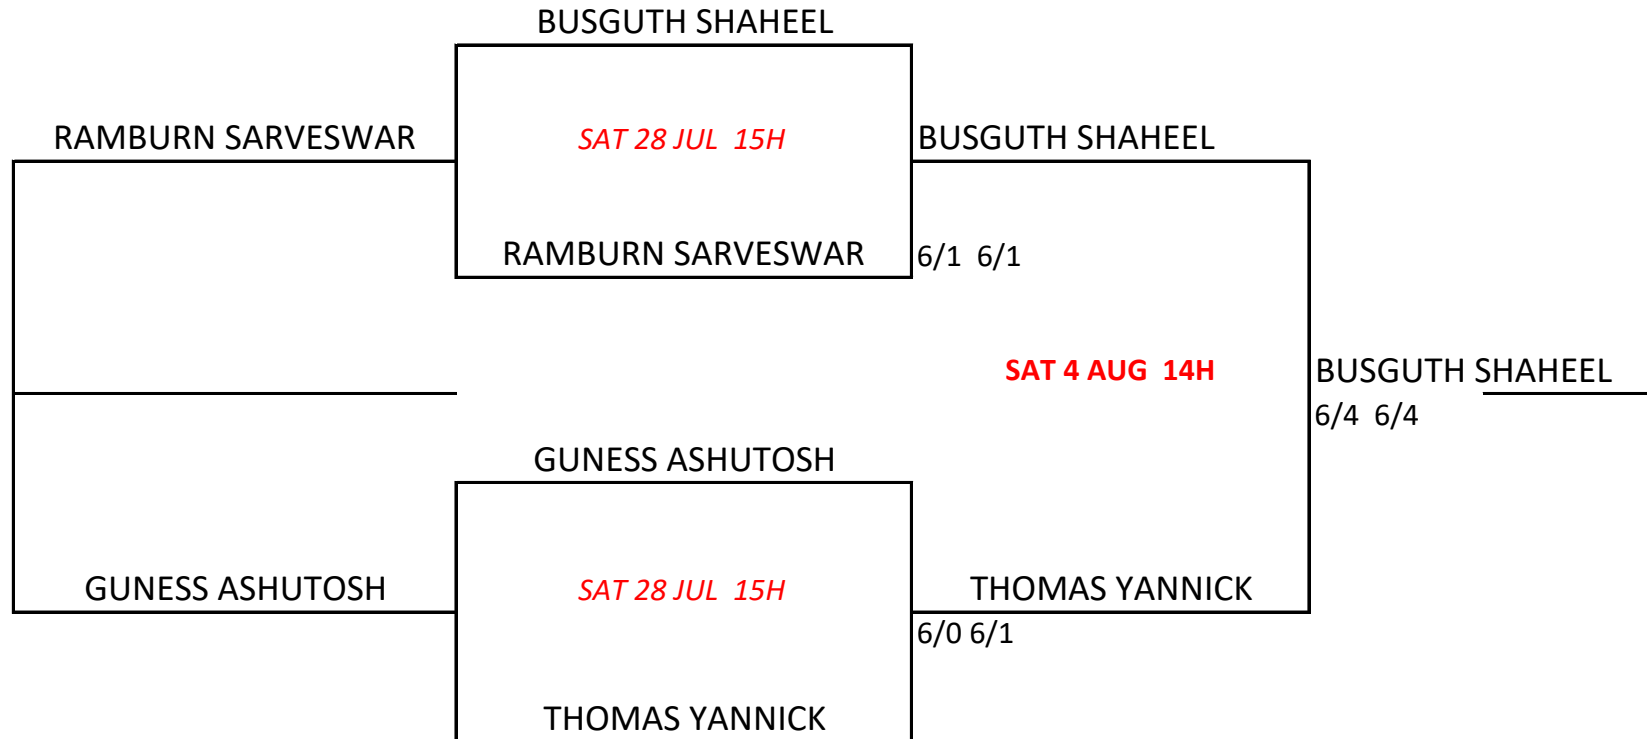 BUSGUTH SHAHEEL
RAMBURN SARVESWAR
SAT 28 JUL 15H
BUSGUTH SHAHEEL
RAMBURN SARVESWAR
6/1 6/1
SAT 4 AUG 14H
BUSGUTH SHAHEEL
6/4 6/4
GUNESS ASHUTOSH
GUNESS ASHUTOSH
SAT 28 JUL 15H
THOMAS YANNICK
6/0 6/1
THOMAS YANNICK